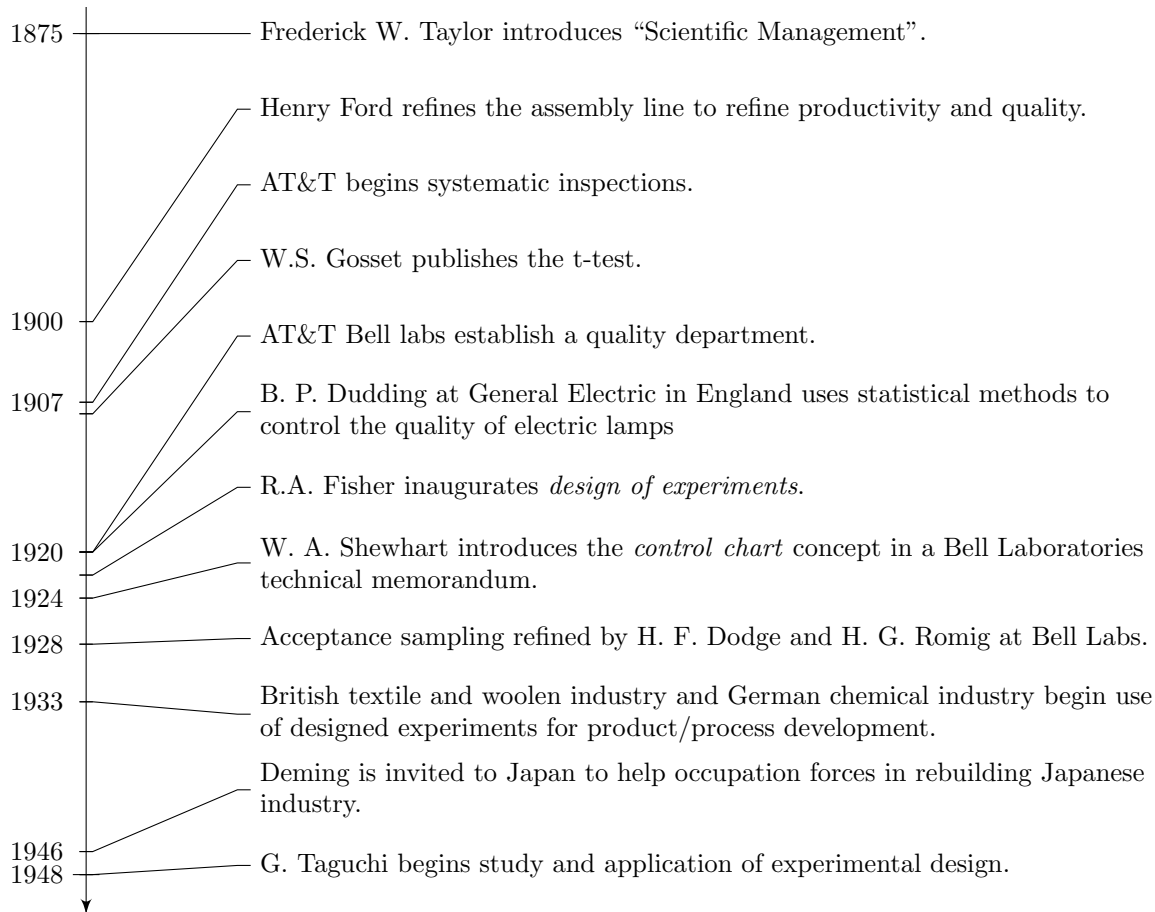 1875
Frederick W. Taylor introduces “Scientific Management”.
Henry Ford refines the assembly line to refine productivity and quality.
AT&T begins systematic inspections.
W.S. Gosset publishes the t-test.
1900
AT&T Bell labs establish a quality department.
B. P. Dudding at General Electric in England uses statistical methods to
control the quality of electric lamps
1907
R.A. Fisher inaugurates design of experiments.
1920
W. A. Shewhart introduces the control chart concept in a Bell Laboratories
technical memorandum.
1924
Acceptance sampling refined by H. F. Dodge and H. G. Romig at Bell Labs.
1928
British textile and woolen industry and German chemical industry begin use
of designed experiments for product/process development.
1933
Deming is invited to Japan to help occupation forces in rebuilding Japanese
industry.
1946
G. Taguchi begins study and application of experimental design.
1948